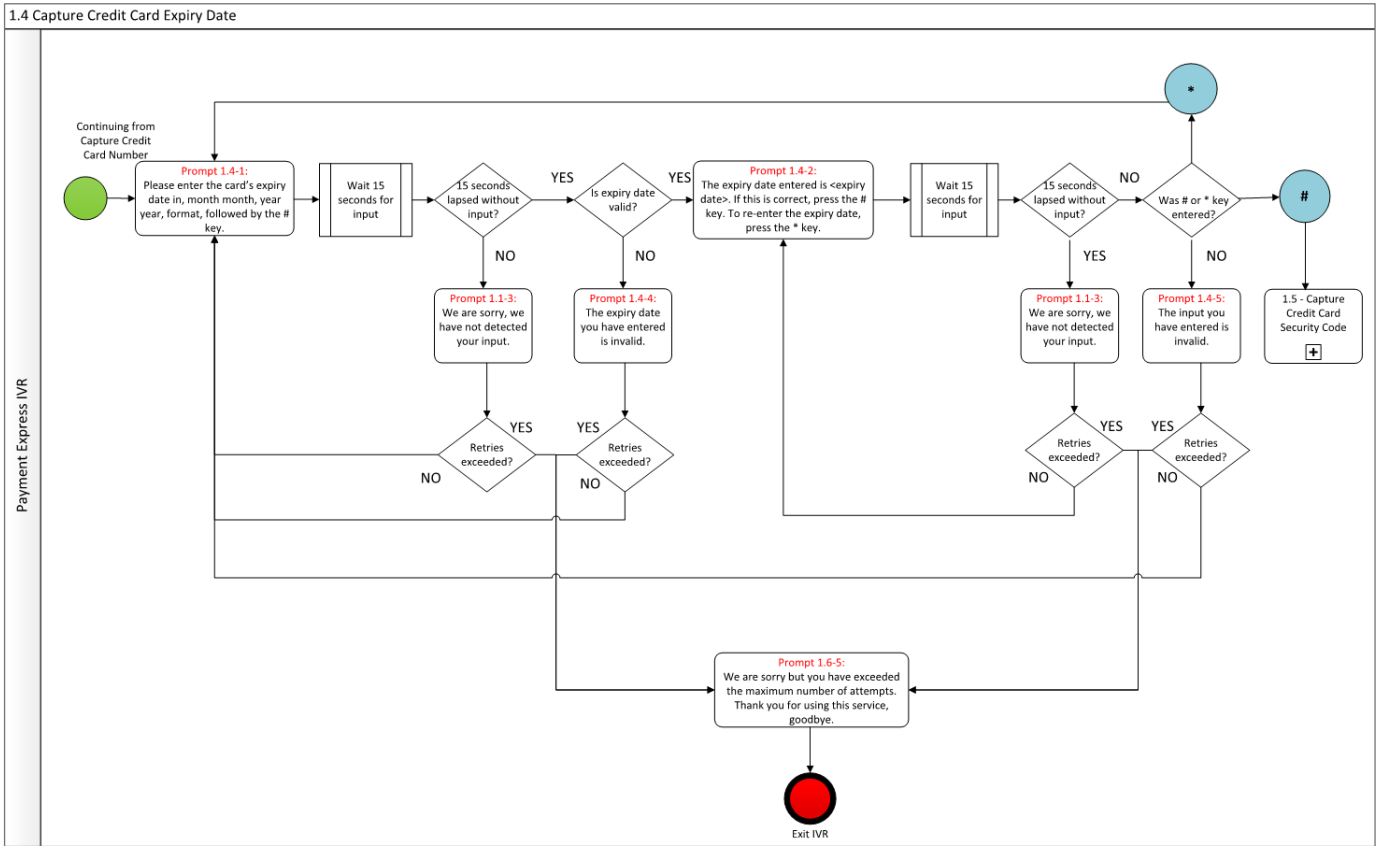 1.4 Capture Credit Card Expiry Date
Payment Express IVR
Continuing from
Capture Credit
Card Number
Prompt 1.4-1:
Please enter the card's expiry
date in, month month, year
year, format, followed by the #
key.
Wait 15
seconds for
input
15 seconds
lapsed without
input?
YES
NO
Is expiry date
valid?
YES
NO
Prompt 1.4-2:
The expiry date entered is <expiry
date>. If this is correct, press the #
key. To re-enter the expiry date,
press the * key.
Wait 15
seconds for
input
15 seconds
lapsed without
input?
NO
YES
Was # or * key
entered?
NO
*
#
Prompt 1.1-3:
We are sorry, we
have not detected
your input.
Prompt 1.4-4:
The expiry date
you have entered
is invalid.
Prompt 1.1-3:
We are sorry, we
have not detected
your input.
Prompt 1.4-5:
The input you
have entered is
invalid.
1.5 - Capture
Credit Card
Security Code
+
Retries
exceeded?
YES
NO
Retries
exceeded?
YES
NO
Retries
exceeded?
YES
NO
Retries
exceeded?
YES
NO
Prompt 1.6-5:
We are sorry but you have exceeded
the maximum number of attempts.
Thank you for using this service,
goodbye.
Exit IVR